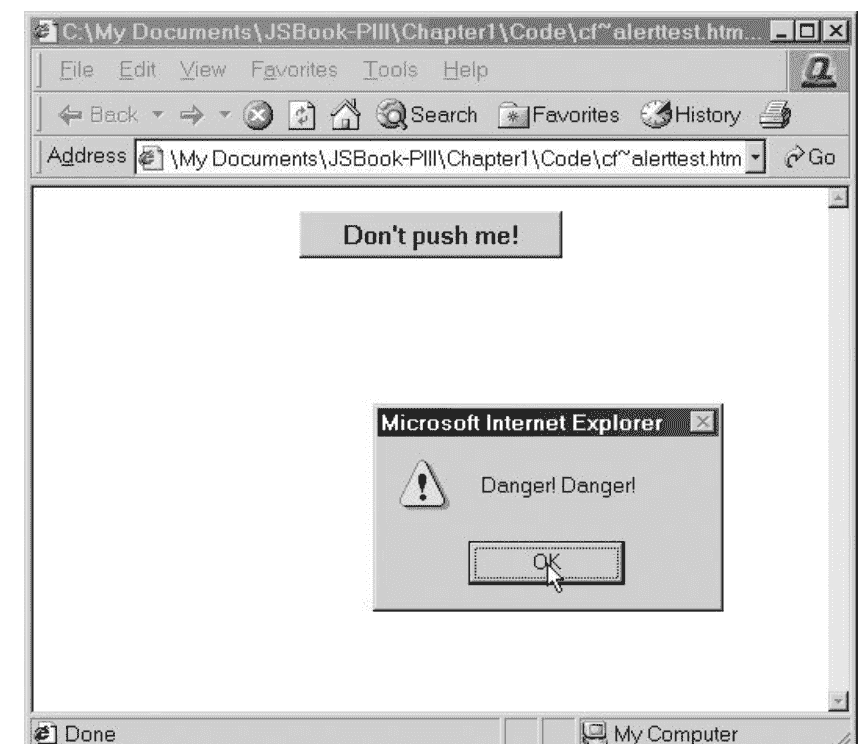 C:\My Documents\JSBook-PIII\Chapter1\Code\cf~alerttest.htm...
File Edit View Favorites Tools Help
Back Search Favorites History
Address \My Documents\JSBook-PIII\Chapter1\Code\cf~alerttest.htm Go
Don't push me!
Microsoft Internet Explorer
Danger! Danger!
OK
Done My Computer